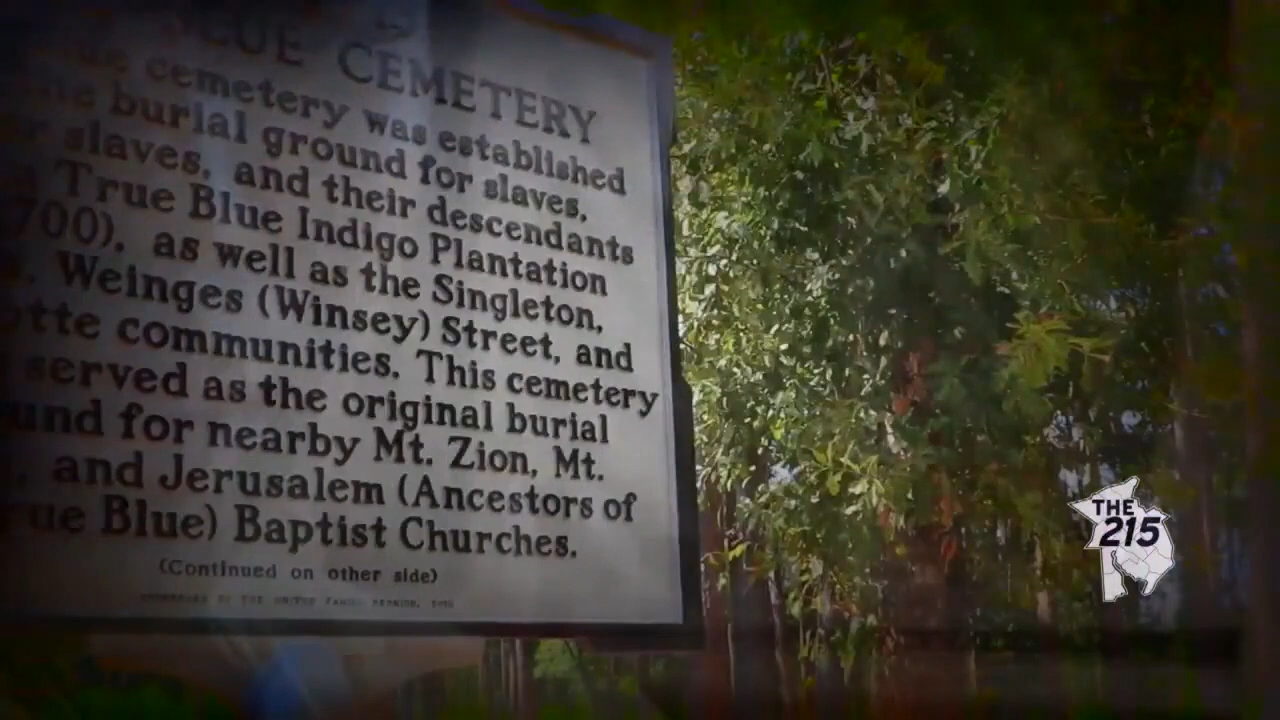 CEMETERY
cemetery was established
burial ground for slaves,
slaves, and their descendants
True Blue Indigo Plantation
700), as well as the Singleton,
Weinges (Winsey) Street, and
communities. This cemetery
served as the original burial
for nearby Mt. Zion, Mt.
, and Jerusalem (Ancestors of
Blue) Baptist Churches.
(Continued on other side)
THE
215